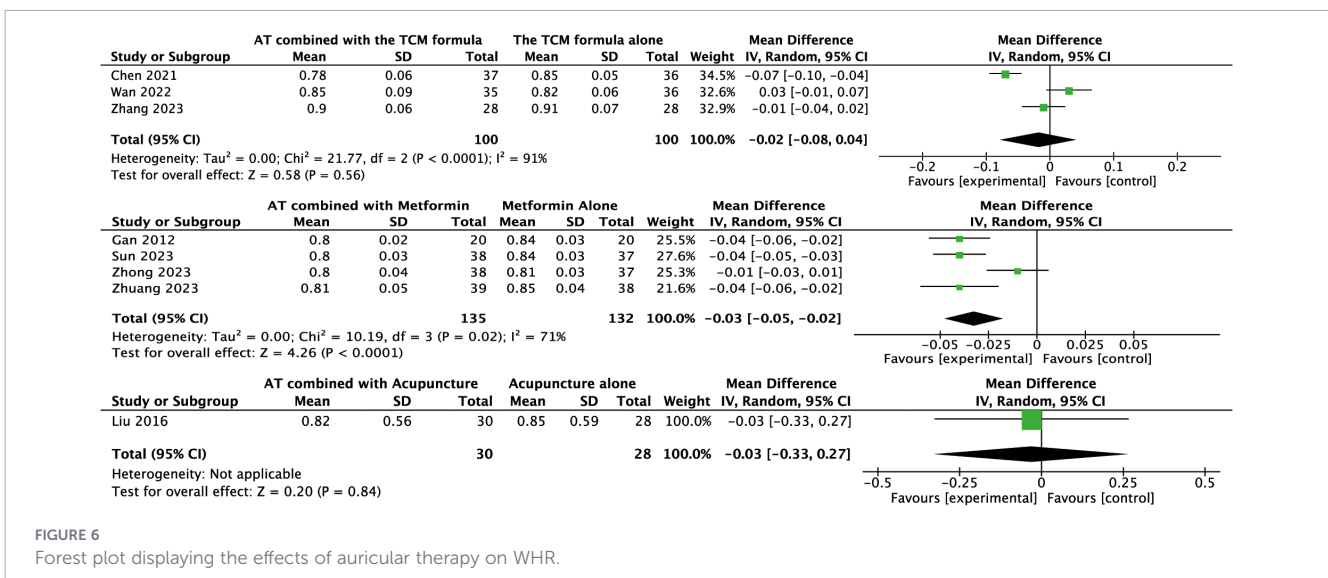 AT combined with the TCM formula The TCM formula alone Mean Difference Mean Difference
Study or Subgroup Mean SD Total Mean SD Total Weight IV, Random, 95% CI IV, Random, 95% CI
Chen 2021 0.78 0.06 37 0.85 0.05 36 34.5% −0.07 [−0.10, −0.04]
Wan 2022 0.85 0.09 35 0.82 0.06 36 32.6% 0.03 [−0.01, 0.07]
Zhang 2023 0.9 0.06 28 0.91 0.07 28 32.9% −0.01 [−0.04, 0.02]
Total (95% CI) 100 100 100.0% −0.02 [−0.08, 0.04]
Heterogeneity: Tau² = 0.00; Chi² = 21.77, df = 2 (P < 0.0001); I² = 91%
Test for overall effect: Z = 0.58 (P = 0.56)
−0.2 −0.1 0 0.1 0.2
Favours [experimental] Favours [control]
AT combined with Metformin Metformin Alone Mean Difference Mean Difference
Study or Subgroup Mean SD Total Mean SD Total Weight IV, Random, 95% CI IV, Random, 95% CI
Gan 2012 0.8 0.02 20 0.84 0.03 20 25.5% −0.04 [−0.06, −0.02]
Sun 2023 0.8 0.03 38 0.84 0.03 37 27.6% −0.04 [−0.05, −0.03]
Zhong 2023 0.8 0.04 38 0.81 0.03 37 25.3% −0.01 [−0.03, 0.01]
Zhuang 2023 0.81 0.05 39 0.85 0.04 38 21.6% −0.04 [−0.06, −0.02]
Total (95% CI) 135 132 100.0% −0.03 [−0.05, −0.02]
Heterogeneity: Tau² = 0.00; Chi² = 10.19, df = 3 (P = 0.02); I² = 71%
Test for overall effect: Z = 4.26 (P < 0.0001)
−0.05 −0.025 0 0.025 0.05
Favours [experimental] Favours [control]
AT combined with Acupuncture Acupuncture alone Mean Difference Mean Difference
Study or Subgroup Mean SD Total Mean SD Total Weight IV, Random, 95% CI IV, Random, 95% CI
Liu 2016 0.82 0.56 30 0.85 0.59 28 100.0% −0.03 [−0.33, 0.27]
Total (95% CI) 30 28 100.0% −0.03 [−0.33, 0.27]
Heterogeneity: Not applicable
Test for overall effect: Z = 0.20 (P = 0.84)
−0.5 −0.25 0 0.25 0.5
Favours [experimental] Favours [control]
FIGURE 6
Forest plot displaying the effects of auricular therapy on WHR.